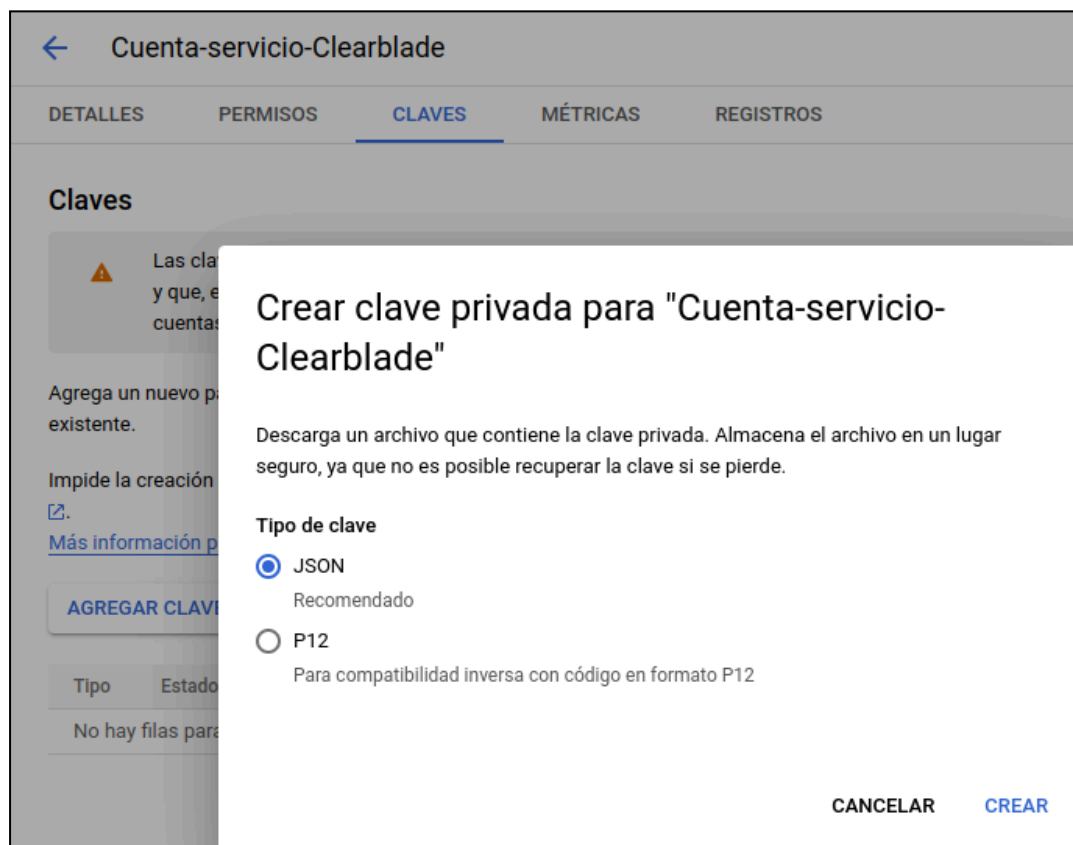 Cuenta-servicio-Clearblade
DETALLES PERMISOS CLAVES MÉTRICAS REGISTROS
Claves
Las
y que,
cuentas
Agrega un nuevo
existente.
Impide la creación
.
Más información
AGREGAR CLAVE
Tipo Estado
No hay filas para
Crear clave privada para "Cuenta-servicio-
Clearblade"
Descarga un archivo que contiene la clave privada. Almacena el archivo en un lugar
seguro, ya que no es posible recuperar la clave si se pierde.
Tipo de clave
JSON
Recomendado
P12
Para compatibilidad inversa con código en formato P12
CANCELAR CREAR